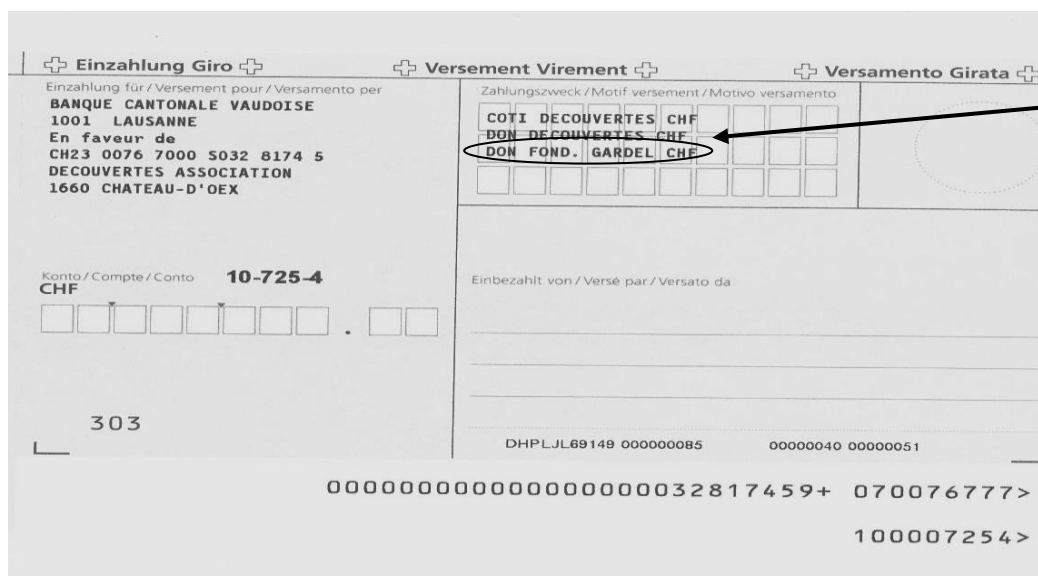 Einzahlung Giro
Versement Virement
Versamento Girata
Einzahlung für / Versement pour / Versamento per
BANQUE CANTONALE VAUDOISE
1001 LAUSANNE
En faveur de
CH23 0076 7000 S032 8174 5
DECOUVERTES ASSOCIATION
1660 CHATEAU-D'OEX
Zahlungszweck / Motif versement / Motivo versamento
COTI DECOUVERTES CHF
DON DECOUVERTES CHF
DON FOND. GARDEL CHF
Konto / Compte / Conto 10-725-4
CHF
Einbezahlt von / Versé par / Versato da
303
DHPLJL69149 000000085 00000040 00000051
000000000000000000032817459+ 070076777>
100007254>